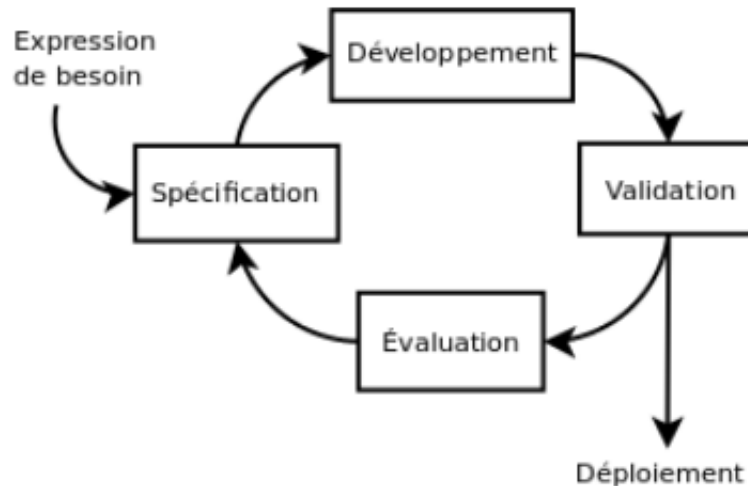 Expression
de besoin
Développement
Spécification
Validation
Évaluation
Déploiement